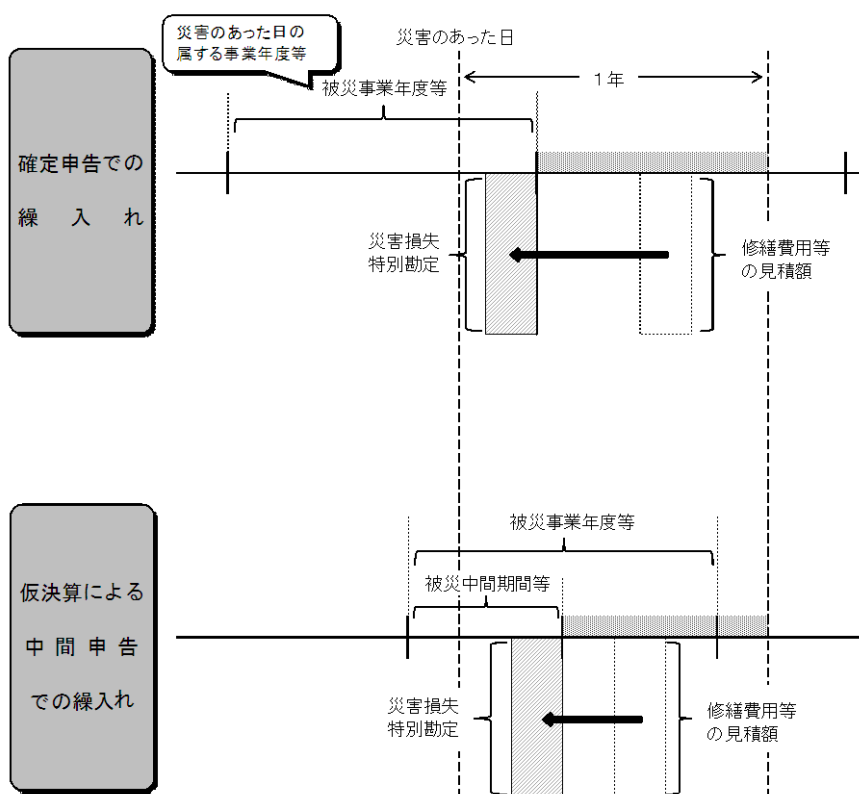 災害のあった日の
属する事業年度等
災害のあった日
1年
被災事業年度等
確定申告での
繰入れ
災害損失
特別勘定
修繕費用等
の見積額
被災事業年度等
被災中間期間等
仮決算による
中間申告
での繰入れ
災害損失
特別勘定
修繕費用等
の見積額